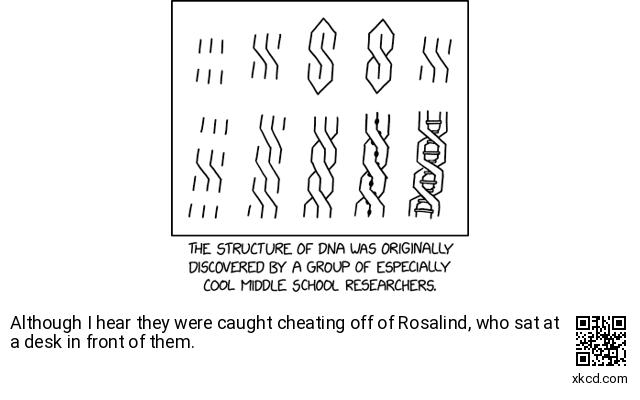 THE STRUCTURE OF DNA WAS ORIGINALLY
DISCOVERED BY A GROUP OF ESPECIALLY
COOL MIDDLE SCHOOL RESEARCHERS.
Although I hear they were caught cheating off of Rosalind, who sat at
a desk in front of them.
xkcd.com